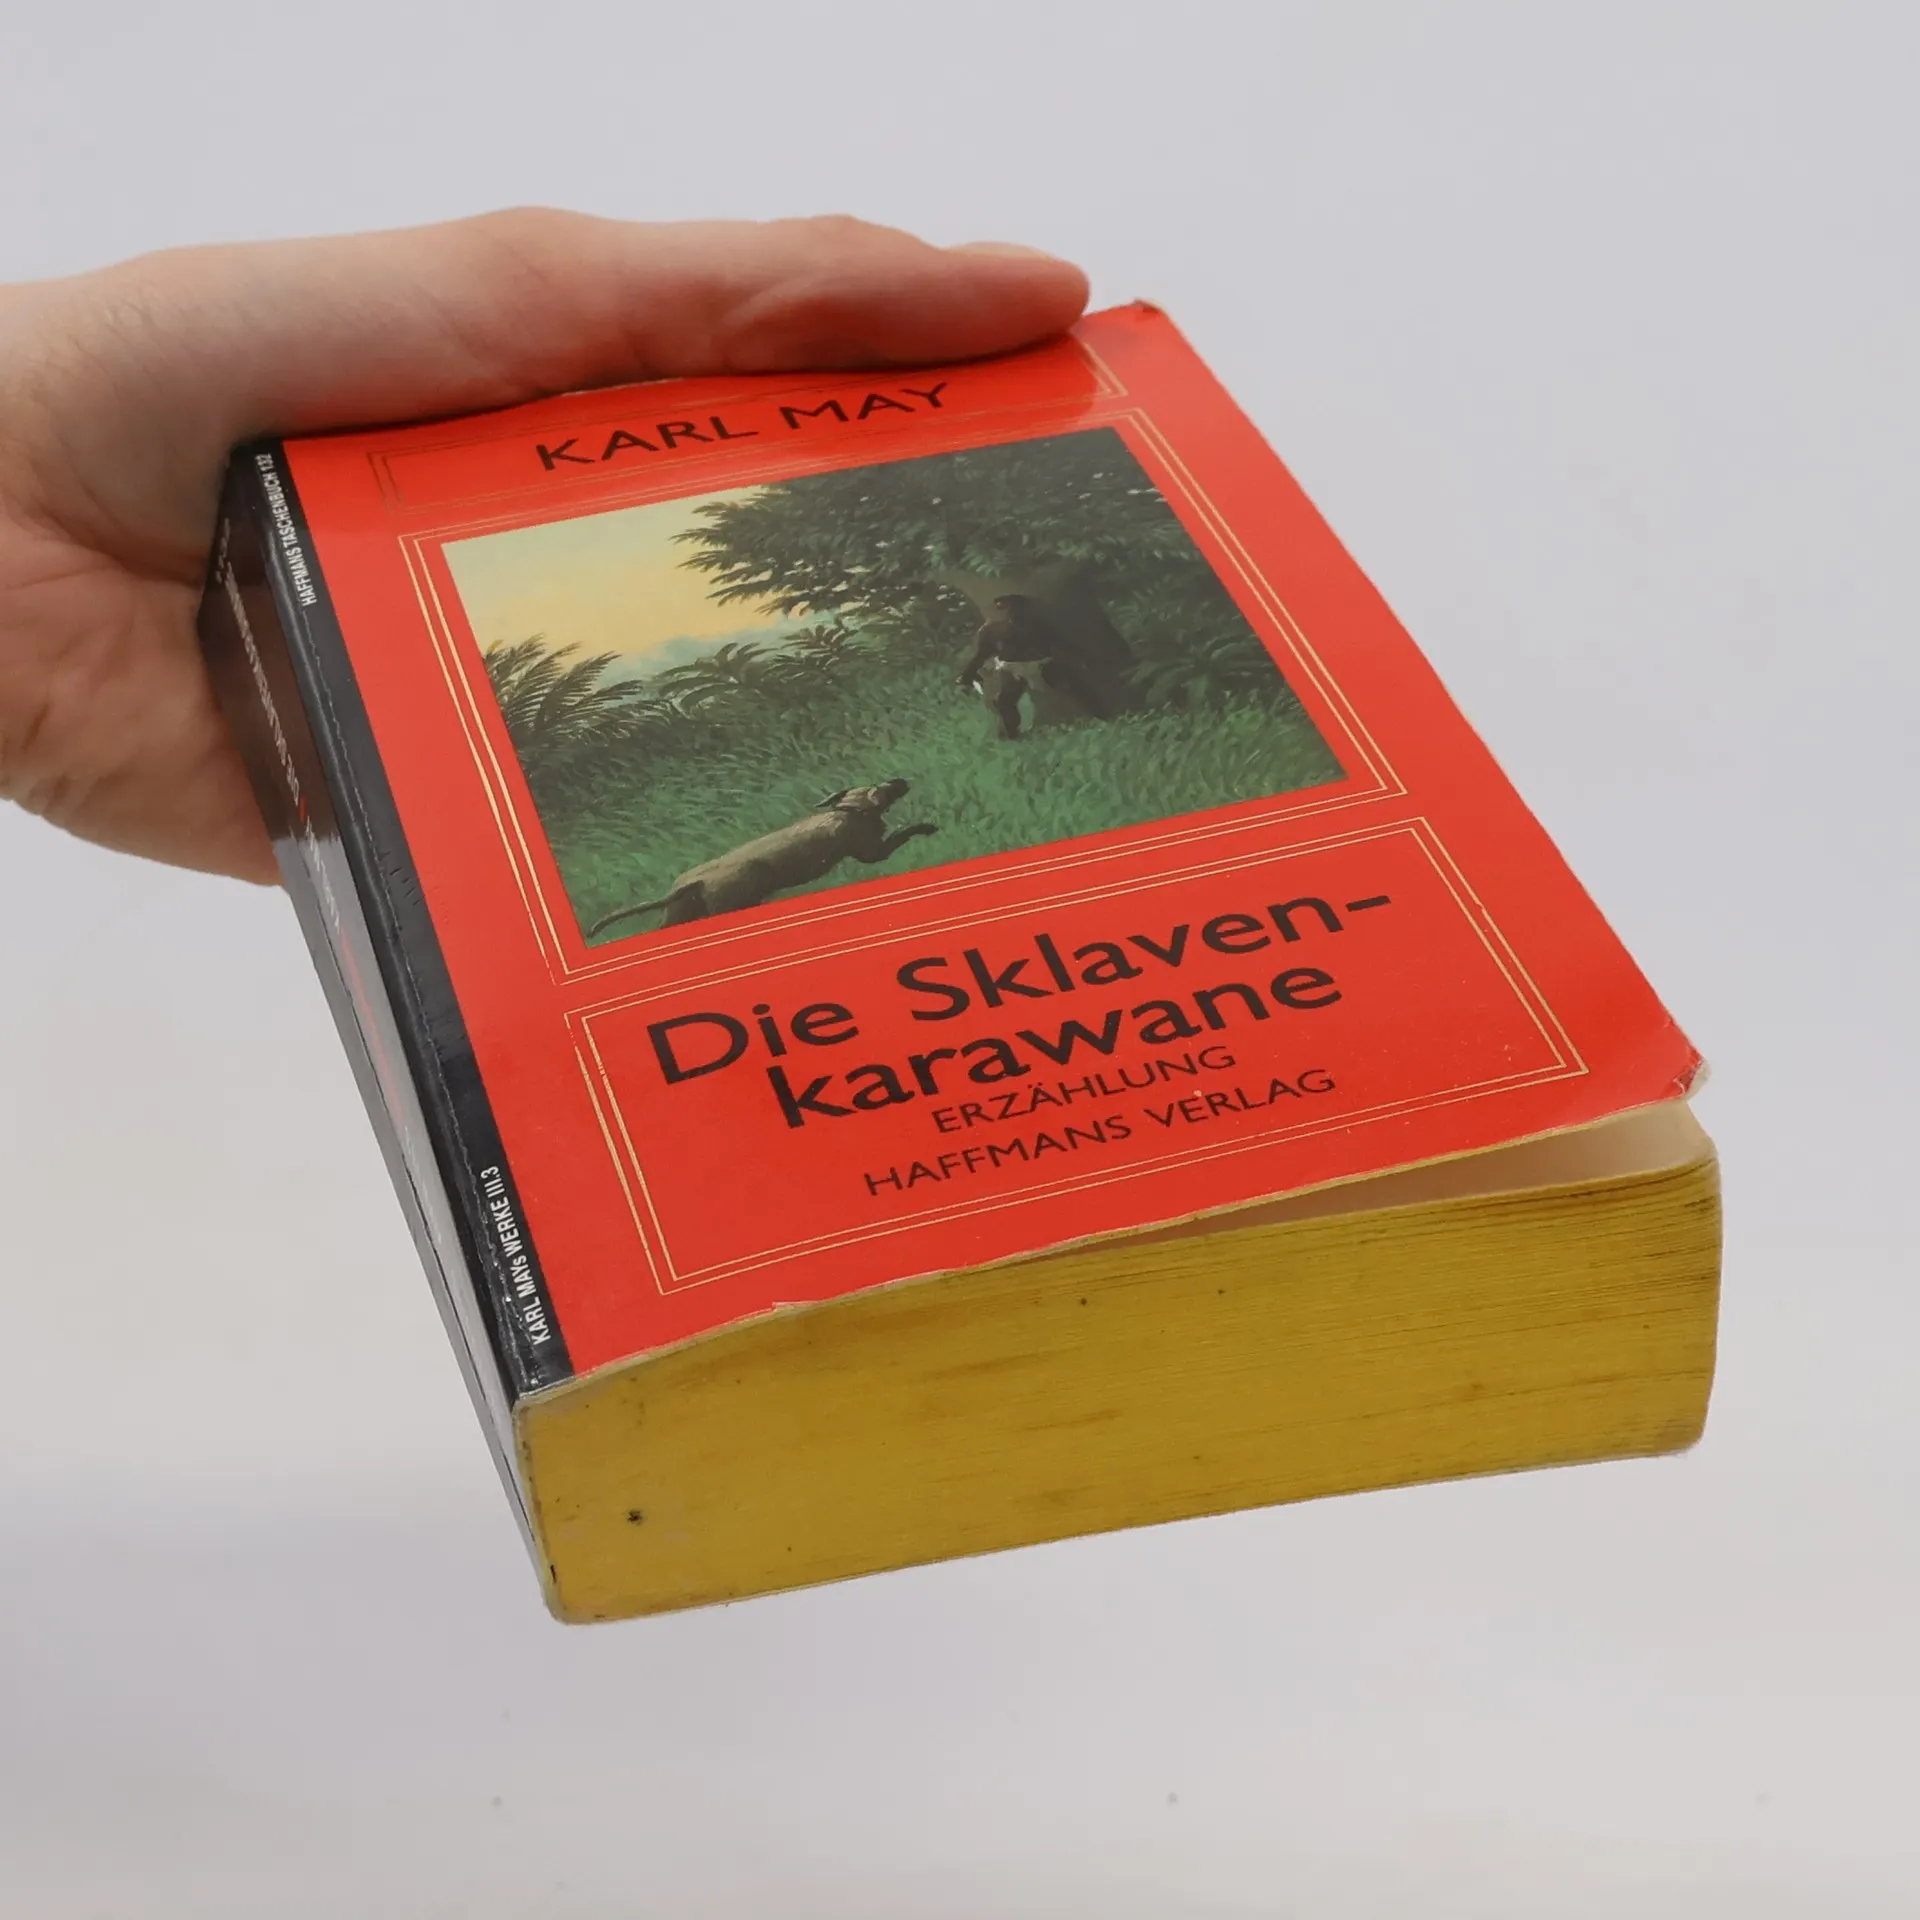 KARL MAY
Die Sklaven-
karawane
ERZÄHLUNG
HAFFMANS VERLAG
HAFFMANS TASCHENBUCH 132
KARL MAYs WERKE III.3